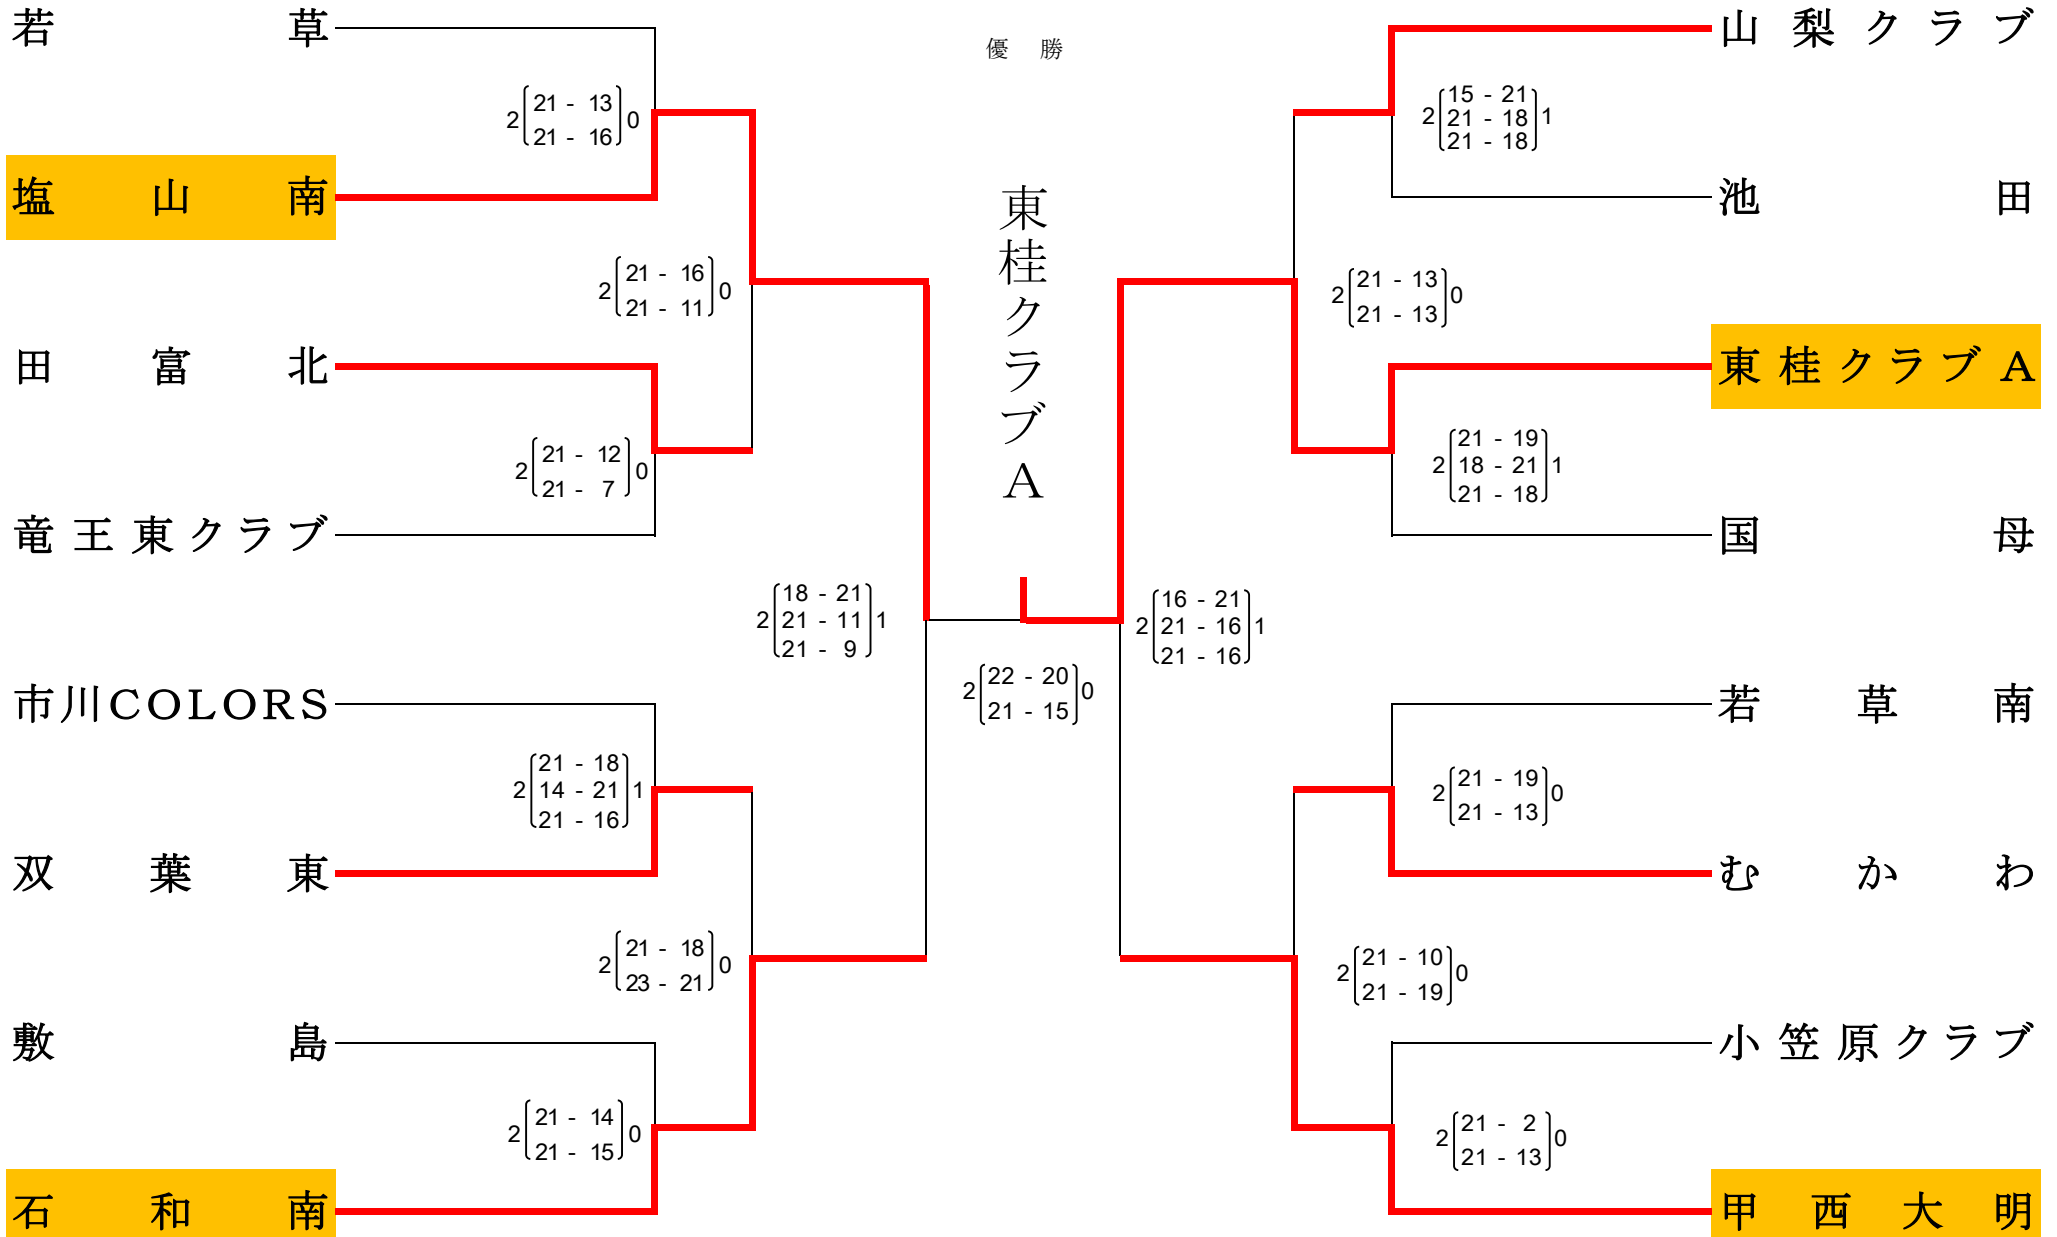 優　勝
東桂クラブA
若草
2 21 - 13 0
21 - 16
塩山南
2 21 - 16 0
21 - 11
田富北
2 21 - 12 0
21 - 7
竜王東クラブ
18 - 21
2 21 - 11 1
21 - 9
市川COLORS
21 - 18
2 14 - 21 1
21 - 16
双葉東
2 21 - 18 0
23 - 21
敷島
2 21 - 14 0
21 - 15
石和南
2 22 - 20 0
21 - 15
山梨クラブ
15 - 21
2 21 - 18 1
21 - 18
池田
2 21 - 13 0
21 - 13
東桂クラブA
21 - 19
2 18 - 21 1
21 - 18
国母
16 - 21
2 21 - 16 1
21 - 16
若草南
2 21 - 19 0
21 - 13
むかわ
2 21 - 10 0
21 - 19
小笠原クラブ
2 21 - 2 0
21 - 13
甲西大明